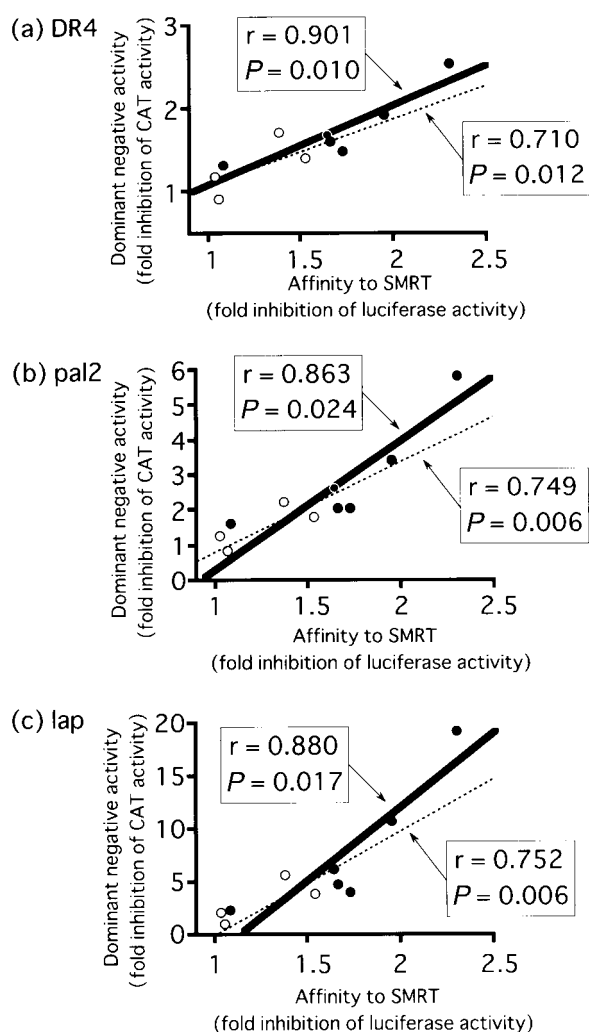 (a) DR4
Dominant negative activity
(fold inhibition of CAT activity)
3
2
1
r = 0.901
P = 0.010
r = 0.710
P = 0.012
1 1.5 2 2.5
Affinity to SMRT
(fold inhibition of luciferase activity)
(b) pal2
Dominant negative activity
(fold inhibition of CAT activity)
6
5
4
3
2
1
0
r = 0.863
P = 0.024
r = 0.749
P = 0.006
1 1.5 2 2.5
Affinity to SMRT
(fold inhibition of luciferase activity)
(c) lap
Dominant negative activity
(fold inhibition of CAT activity)
20
15
10
5
0
r = 0.880
P = 0.017
r = 0.752
P = 0.006
1 1.5 2 2.5
Affinity to SMRT
(fold inhibition of luciferase activity)